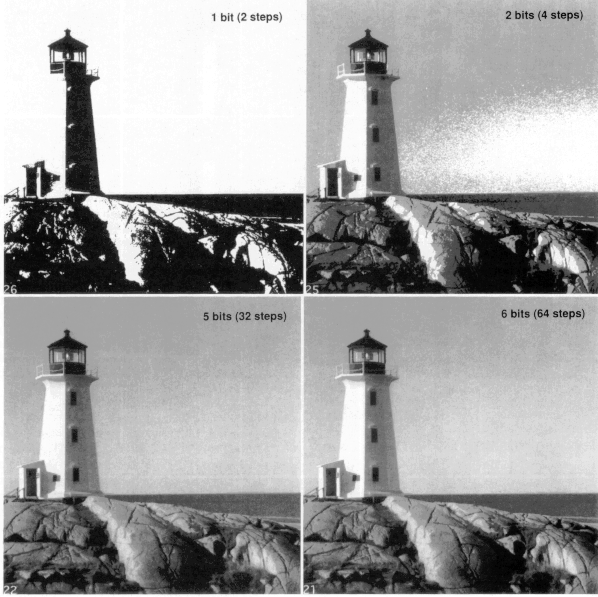 1 bit (2 steps)
2 bits (4 steps)
26
25
5 bits (32 steps)
6 bits (64 steps)
22
21